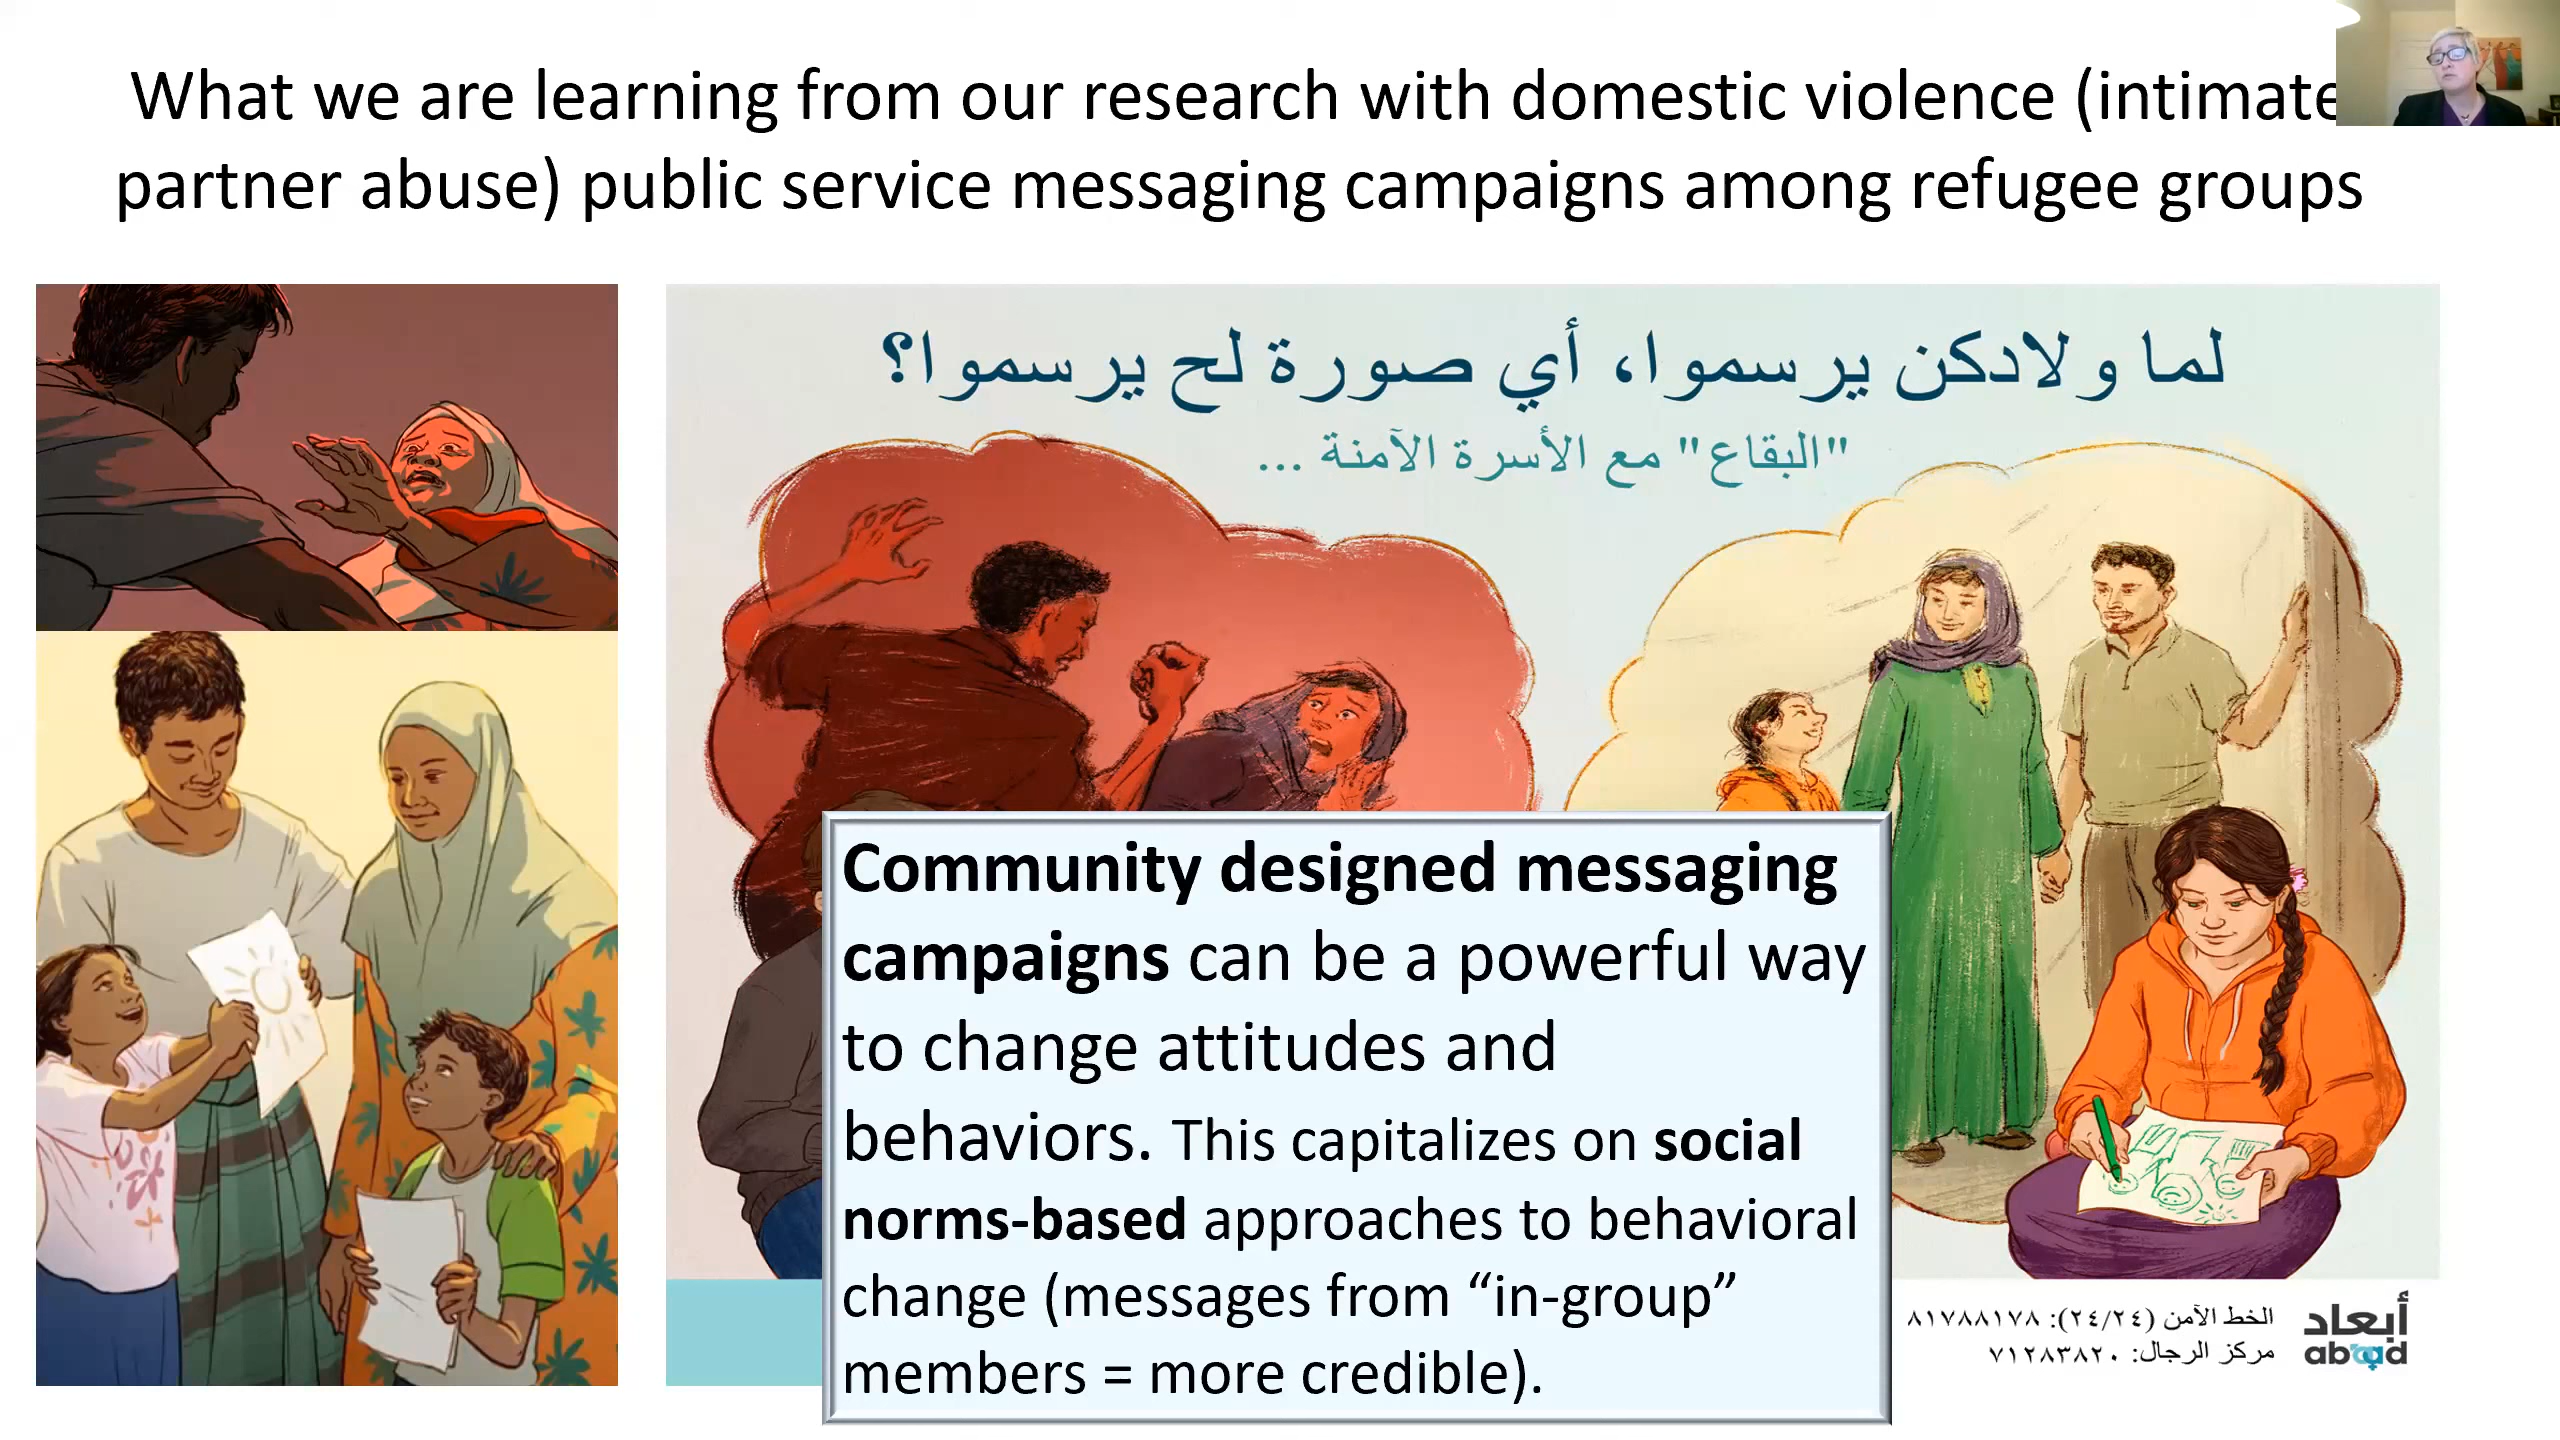 What we are learning from our research with domestic violence (intimate
partner abuse) public service messaging campaigns among refugee groups
لما ولادكن يرسموا، أي صورة لح يرسموا؟
"البقاع" مع الأسرة الآمنة ...
Community designed messaging
campaigns can be a powerful way
to change attitudes and
behaviors. This capitalizes on social
norms-based approaches to behavioral
change (messages from “in-group”
members = more credible).
الخط الآمن (٢٤/٢٤): ٨١٧٨٨١٧٨
مركز الرجال: ٧١٢٨٣٨٢٠
أبعاد
abaad